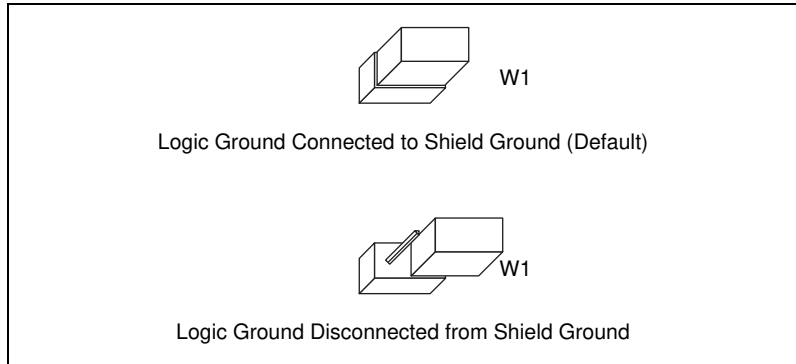 W1
Logic Ground Connected to Shield Ground (Default)
W1
Logic Ground Disconnected from Shield Ground